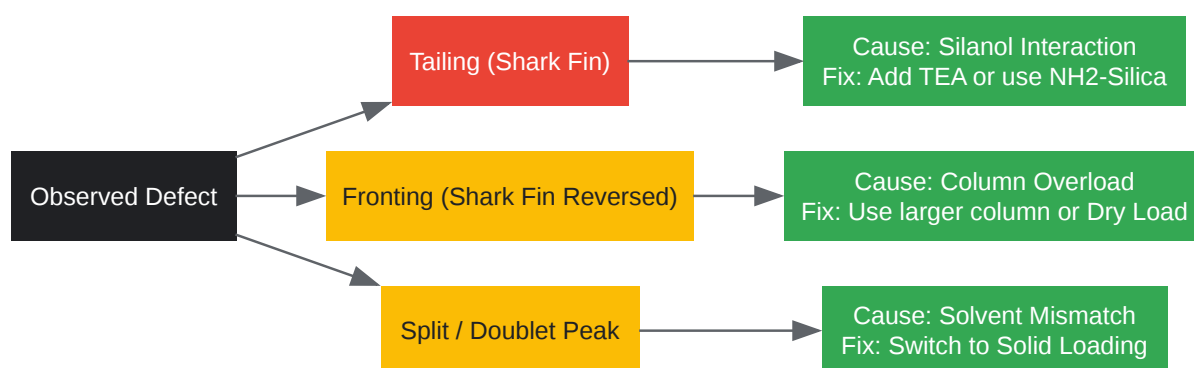 Observed Defect
Tailing (Shark Fin)
Cause: Silanol Interaction
Fix: Add TEA or use NH2-Silica
Fronting (Shark Fin Reversed)
Cause: Column Overload
Fix: Use larger column or Dry Load
Split / Doublet Peak
Cause: Solvent Mismatch
Fix: Switch to Solid Loading